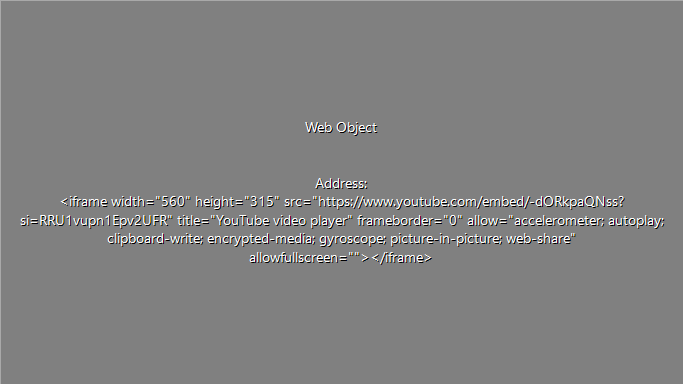 Web Object
Address:
<iframe width="560" height="315" src="https://www.youtube.com/embed/-dORkpaQNss?
si=RRU1vupn1Epv2UFR" title="YouTube video player" frameborder="0" allow="accelerometer; autoplay;
clipboard-write; encrypted-media; gyroscope; picture-in-picture; web-share"
allowfullscreen=""></iframe>